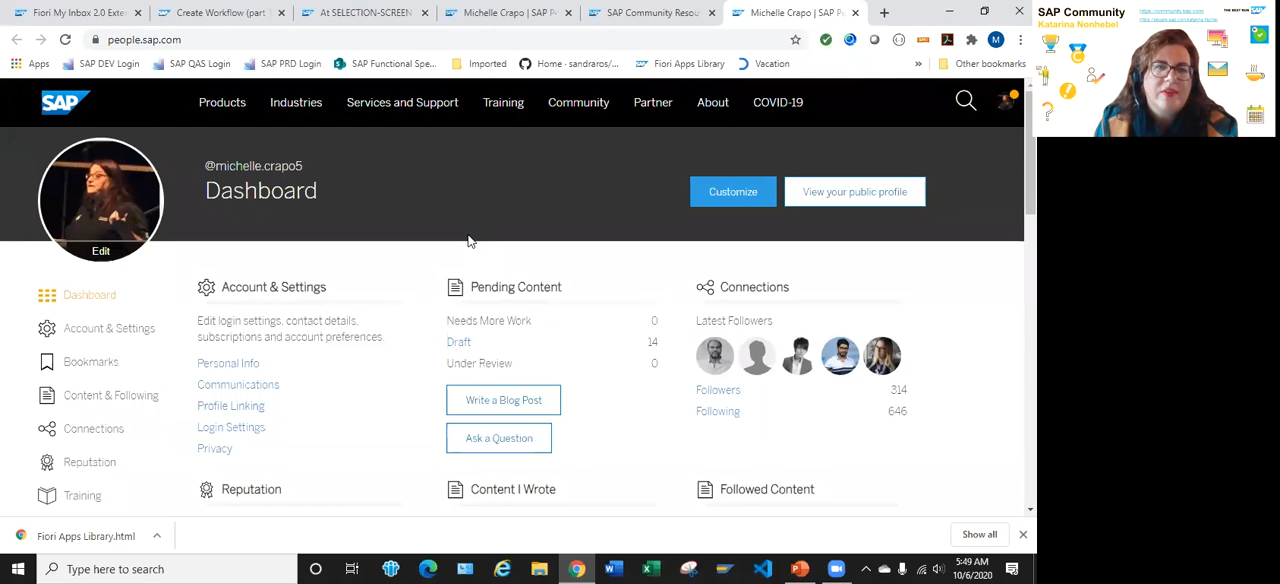 Fiori My Inbox 2.0 Exte
Create Workflow (part
At SELECTION-SCREEN
Michelle Crapo | SAP P
SAP Community Resou
Michelle Crapo | SAP P
people.sap.com
M
Apps
SAP DEV Login
SAP QAS Login
SAP PRD Login
SAP Functional Spe...
Imported
Home - sandraros/...
Fiori Apps Library
Vacation
»
Other bookmarks
SAP
Products
Industries
Services and Support
Training
Community
Partner
About
COVID-19
@michelle.crapo5
Dashboard
Customize
View your public profile
Edit
Dashboard
Account & Settings
Bookmarks
Content & Following
Connections
Reputation
Training
Account & Settings
Edit login settings, contact details,
subscriptions and account preferences.
Personal Info
Communications
Profile Linking
Login Settings
Privacy
Pending Content
Needs More Work 0
Draft 14
Under Review 0
Write a Blog Post
Ask a Question
Connections
Latest Followers
Followers 314
Following 646
Reputation
Content I Wrote
Followed Content
Fiori Apps Library.html
Show all
Type here to search
5:49 AM
10/6/2020
SAP Community
Katarina Nonhebel
THE BEST RUN SAP